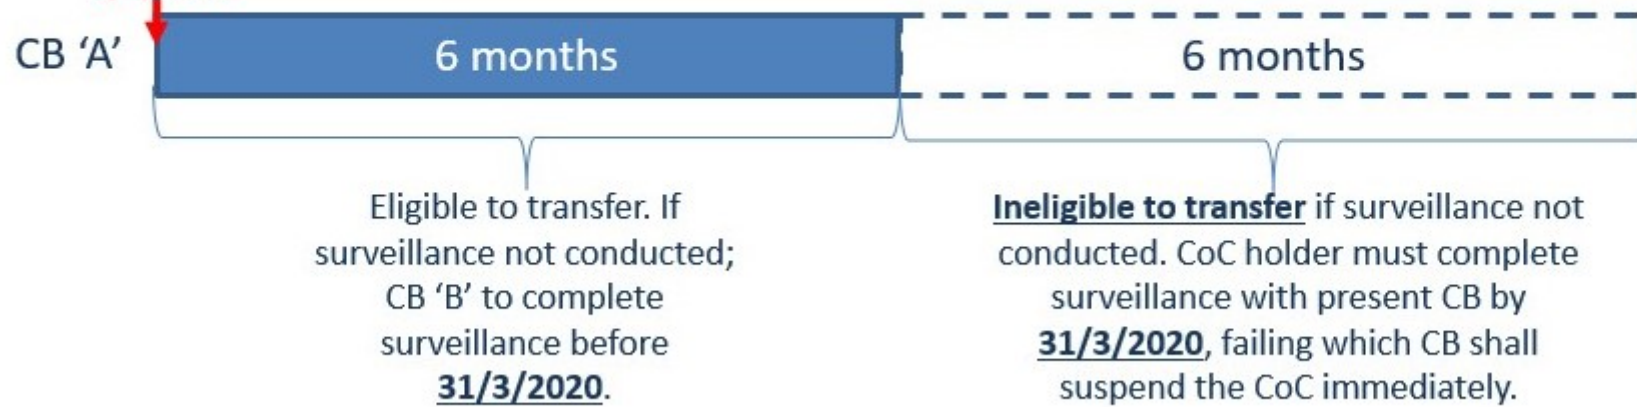 CB ‘A’
6 months
6 months
Eligible to transfer. If
surveillance not conducted;
CB ‘B’ to complete
surveillance before
31/3/2020.
Ineligible to transfer if surveillance not
conducted. CoC holder must complete
surveillance with present CB by
31/3/2020, failing which CB shall
suspend the CoC immediately.